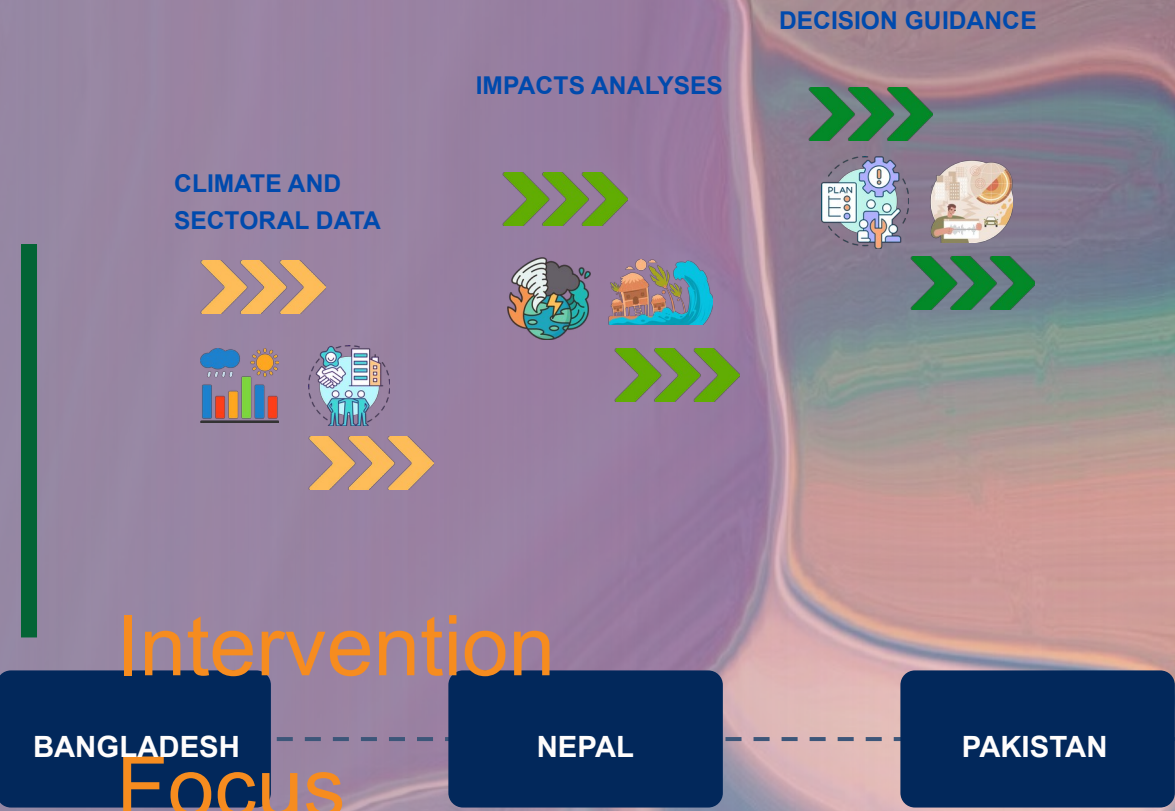 DECISION GUIDANCE
IMPACTS ANALYSES
CLIMATE AND
SECTORAL DATA
PLAN
Intervention
Focus
BANGLADESH
NEPAL
PAKISTAN